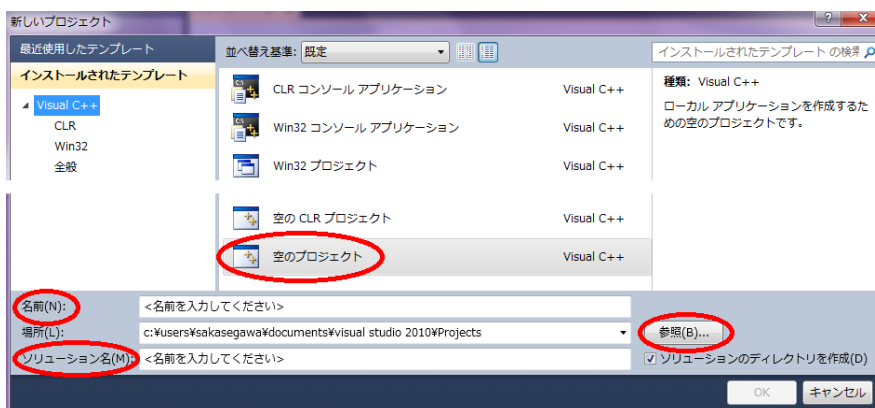 新しいプロジェクト
最近使用したテンプレート
並べ替え基準: 既定
インストールされたテンプレート の検索
インストールされたテンプレート
Visual C++
CLR
Win32
全般
CLR コンソール アプリケーション Visual C++
Win32 コンソール アプリケーション Visual C++
Win32 プロジェクト Visual C++
空の CLR プロジェクト Visual C++
空のプロジェクト Visual C++
種類: Visual C++
ローカル アプリケーションを作成するた
めの空のプロジェクトです。
名前(N): <名前を入力してください>
場所(L): c:¥users¥sakasegawa¥documents¥visual studio 2010¥Projects 参照(B)...
ソリューション名(M): <名前を入力してください> ソリューションのディレクトリを作成(D)
OK キャンセル